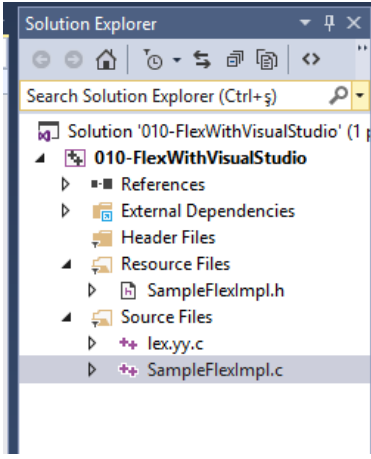 Solution Explorer
Search Solution Explorer (Ctrl+ş)
Solution '010-FlexWithVisualStudio' (1 p
010-FlexWithVisualStudio
References
External Dependencies
Header Files
Resource Files
SampleFlexImpl.h
Source Files
lex.yy.c
SampleFlexImpl.c